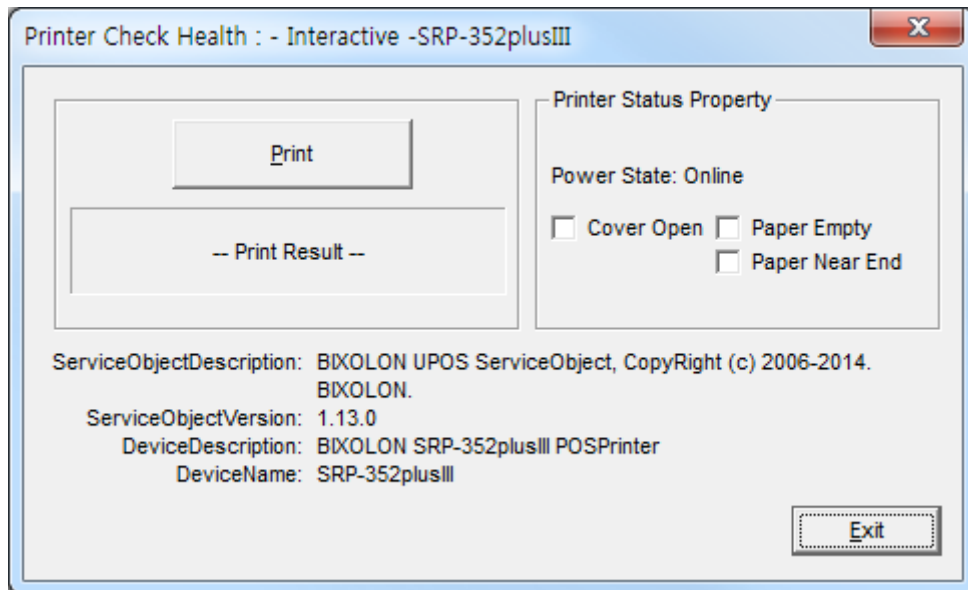 Printer Check Health : - Interactive -SRP-352plusIII
Print
-- Print Result --
Printer Status Property
Power State: Online
Cover Open
Paper Empty
Paper Near End
ServiceObjectDescription: BIXOLON UPOS ServiceObject, CopyRight (c) 2006-2014.
BIXOLON.
ServiceObjectVersion: 1.13.0
DeviceDescription: BIXOLON SRP-352plusIII POSPrinter
DeviceName: SRP-352plusIII
Exit